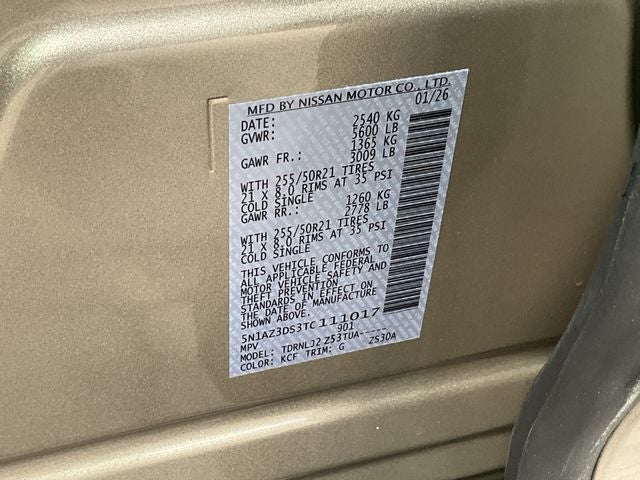 MFD BY NISSAN MOTOR CO., LTD.
DATE: 01/26
GVWR: 2540 KG
5600 LB
GAWR FR.: 1365 KG
3009 LB
WITH 255/50R21 TIRES
21 X 8.0 RIMS AT 35 PSI
COLD SINGLE
GAWR RR.: 1260 KG
2778 LB
WITH 255/50R21 TIRES
21 X 8.0 RIMS AT 35 PSI
COLD SINGLE
THIS VEHICLE CONFORMS TO
ALL APPLICABLE FEDERAL
MOTOR VEHICLE SAFETY AND
THEFT PREVENTION
STANDARDS IN EFFECT ON
THE DATE OF MANUFACTURE
5N1AZ3DS3TC111017
MPV 901
MODEL: TDRNLJ2 Z53TUA-----
COLOR: KCF TRIM: G ZS30A